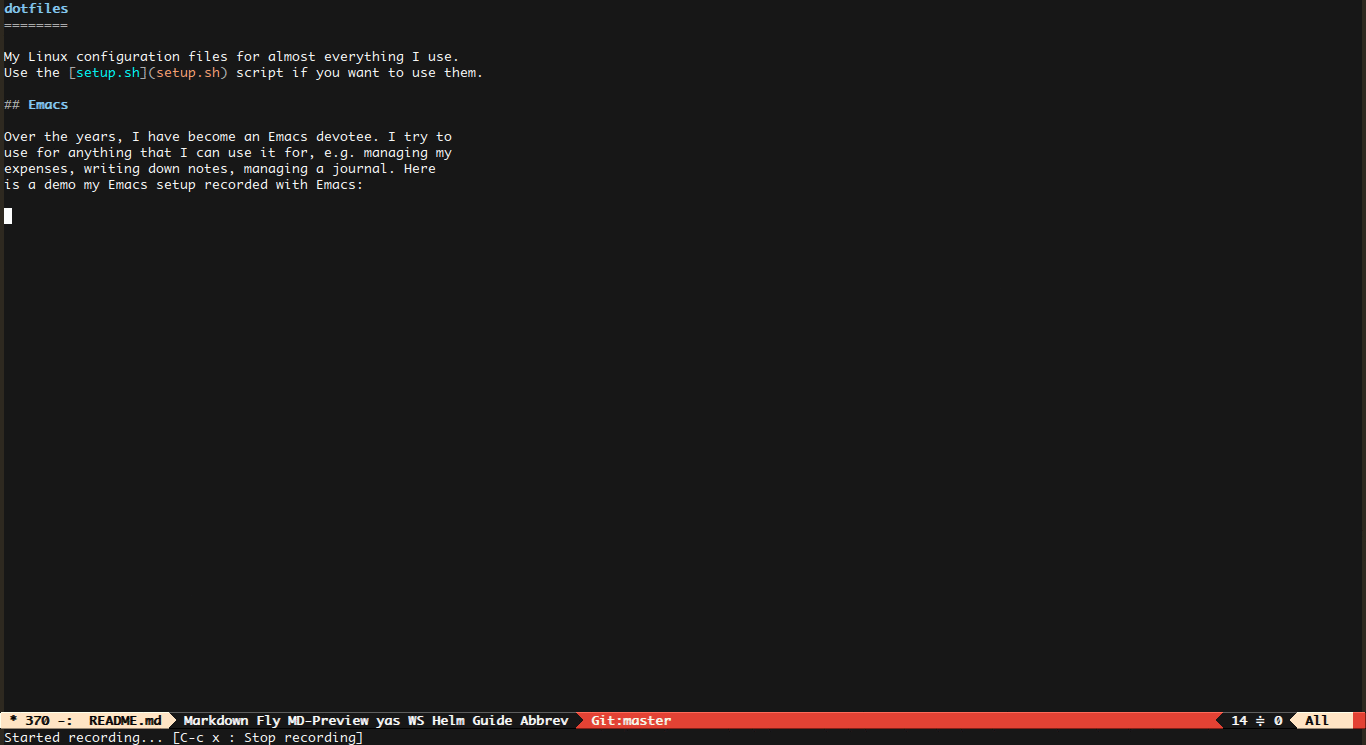 dotfiles
========
My Linux configuration files for almost everything I use.
Use the [setup.sh](setup.sh) script if you want to use them.
## Emacs
Over the years, I have become an Emacs devotee. I try to
use for anything that I can use it for, e.g. managing my
expenses, writing down notes, managing a journal. Here
is a demo my Emacs setup recorded with Emacs:
* 370 -: README.md Markdown Fly MD-Preview yas WS Helm Guide Abbrev Git:master 14 ÷ 0 All
Started recording... [C-c x : Stop recording]